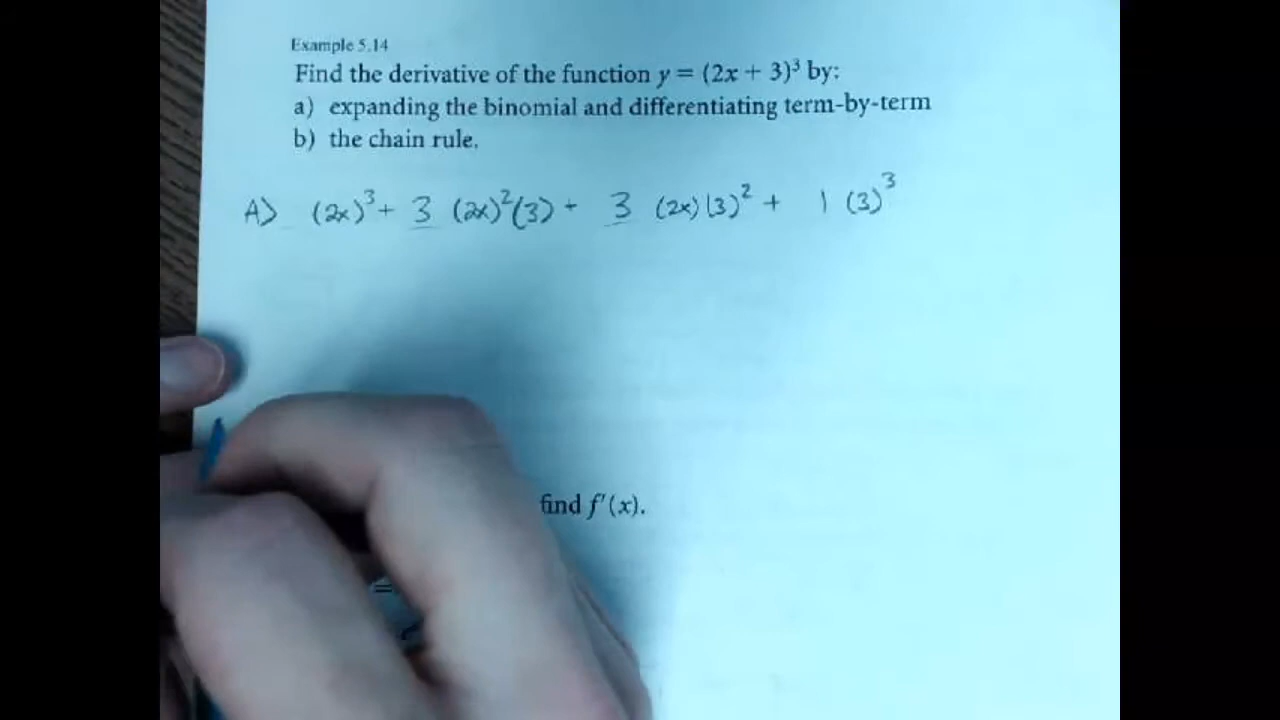 Example 5.14
Find the derivative of the function y = (2x + 3)³ by:
a) expanding the binomial and differentiating term-by-term
b) the chain rule.
A) (2x)³ + 3 (2x)²(3) + 3 (2x)(3)² + 1 (3)³
find f′(x).
=